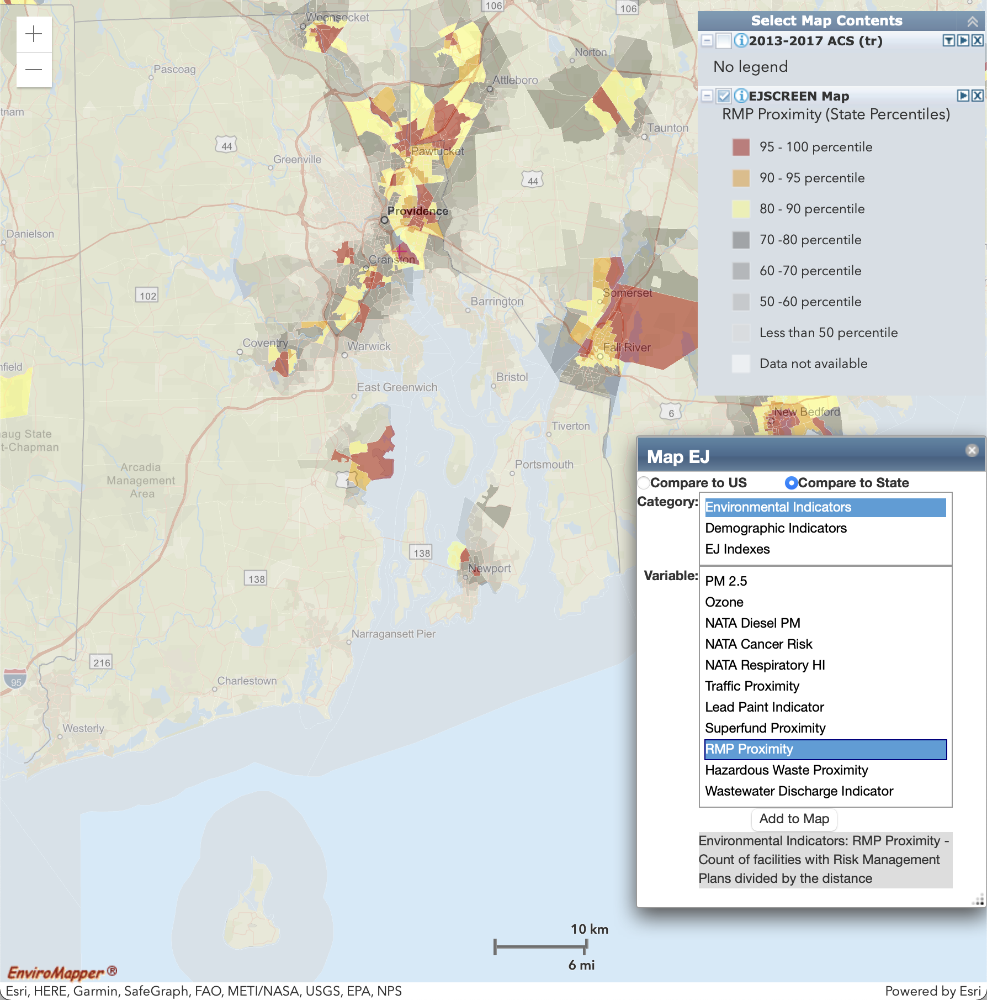 106
106
Woonsocket
Select Map Contents
2013-2017 ACS (tr)
No legend
EJSCREEN Map
RMP Proximity (State Percentiles)
95 - 100 percentile
90 - 95 percentile
80 - 90 percentile
70 -80 percentile
60 -70 percentile
50 -60 percentile
Less than 50 percentile
Data not available
Norton
Pascoag
Attleboro
tnam
Taunton
44
Pawtucket
Greenville
44
Providence
Danielson
Cranston
102
Somerset
Barrington
Coventry
Warwick
Fall River
nfield
Bristol
East Greenwich
6
New Bedford
Tiverton
aug State
t-Chapman
Portsmouth
Arcadia
Management
Area
1
138
Newport
138
Narragansett Pier
216
95
Charlestown
Westerly
Map EJ
Compare to US
Compare to State
Category:
Environmental Indicators
Demographic Indicators
EJ Indexes
Variable:
PM 2.5
Ozone
NATA Diesel PM
NATA Cancer Risk
NATA Respiratory HI
Traffic Proximity
Lead Paint Indicator
Superfund Proximity
RMP Proximity
Hazardous Waste Proximity
Wastewater Discharge Indicator
Add to Map
Environmental Indicators: RMP Proximity -
Count of facilities with Risk Management
Plans divided by the distance
10 km
6 mi
EnviroMapper ®
Esri, HERE, Garmin, SafeGraph, FAO, METI/NASA, USGS, EPA, NPS
Powered by Esri